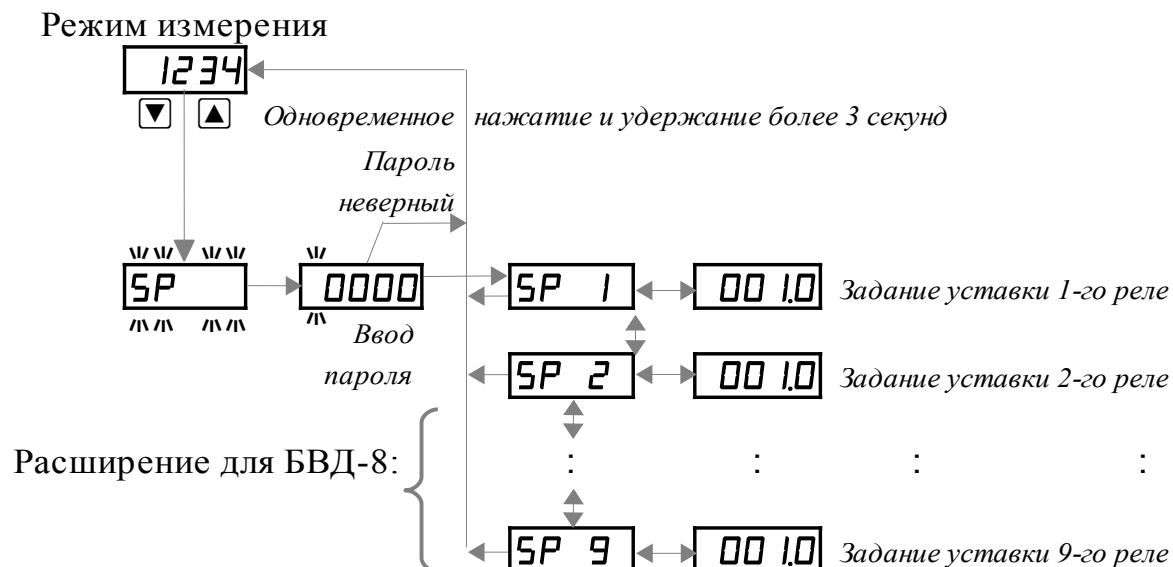 Режим измерения
1234
Одновременное нажатие и удержание более 3 секунд
Пароль
неверный
SP
0000
SP 1
001.0
Задание уставки 1-го реле
Ввод
пароля
SP 2
001.0
Задание уставки 2-го реле
Расширение для БВД-8:
: : : :
SP 9
001.0
Задание уставки 9-го реле